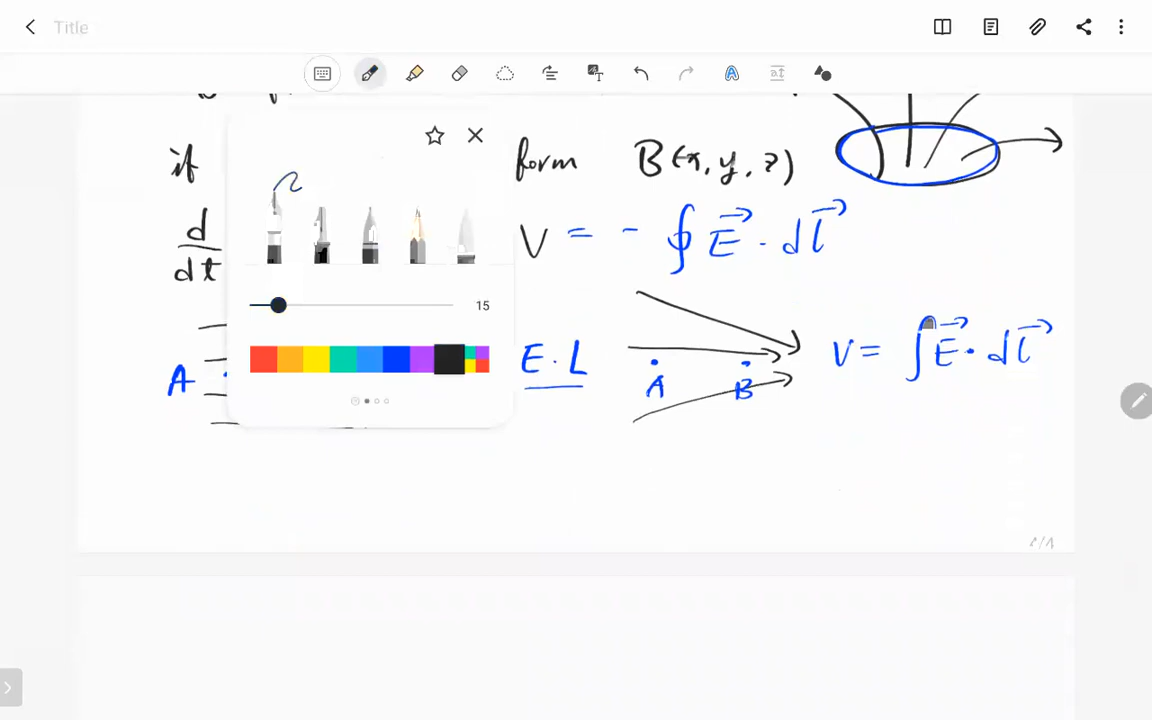 Title
if form B(x, y, z)
d/dt V = - ∮ E⃗ · dl⃗
15
A E · L A B V = ∫ E⃗ · dl⃗